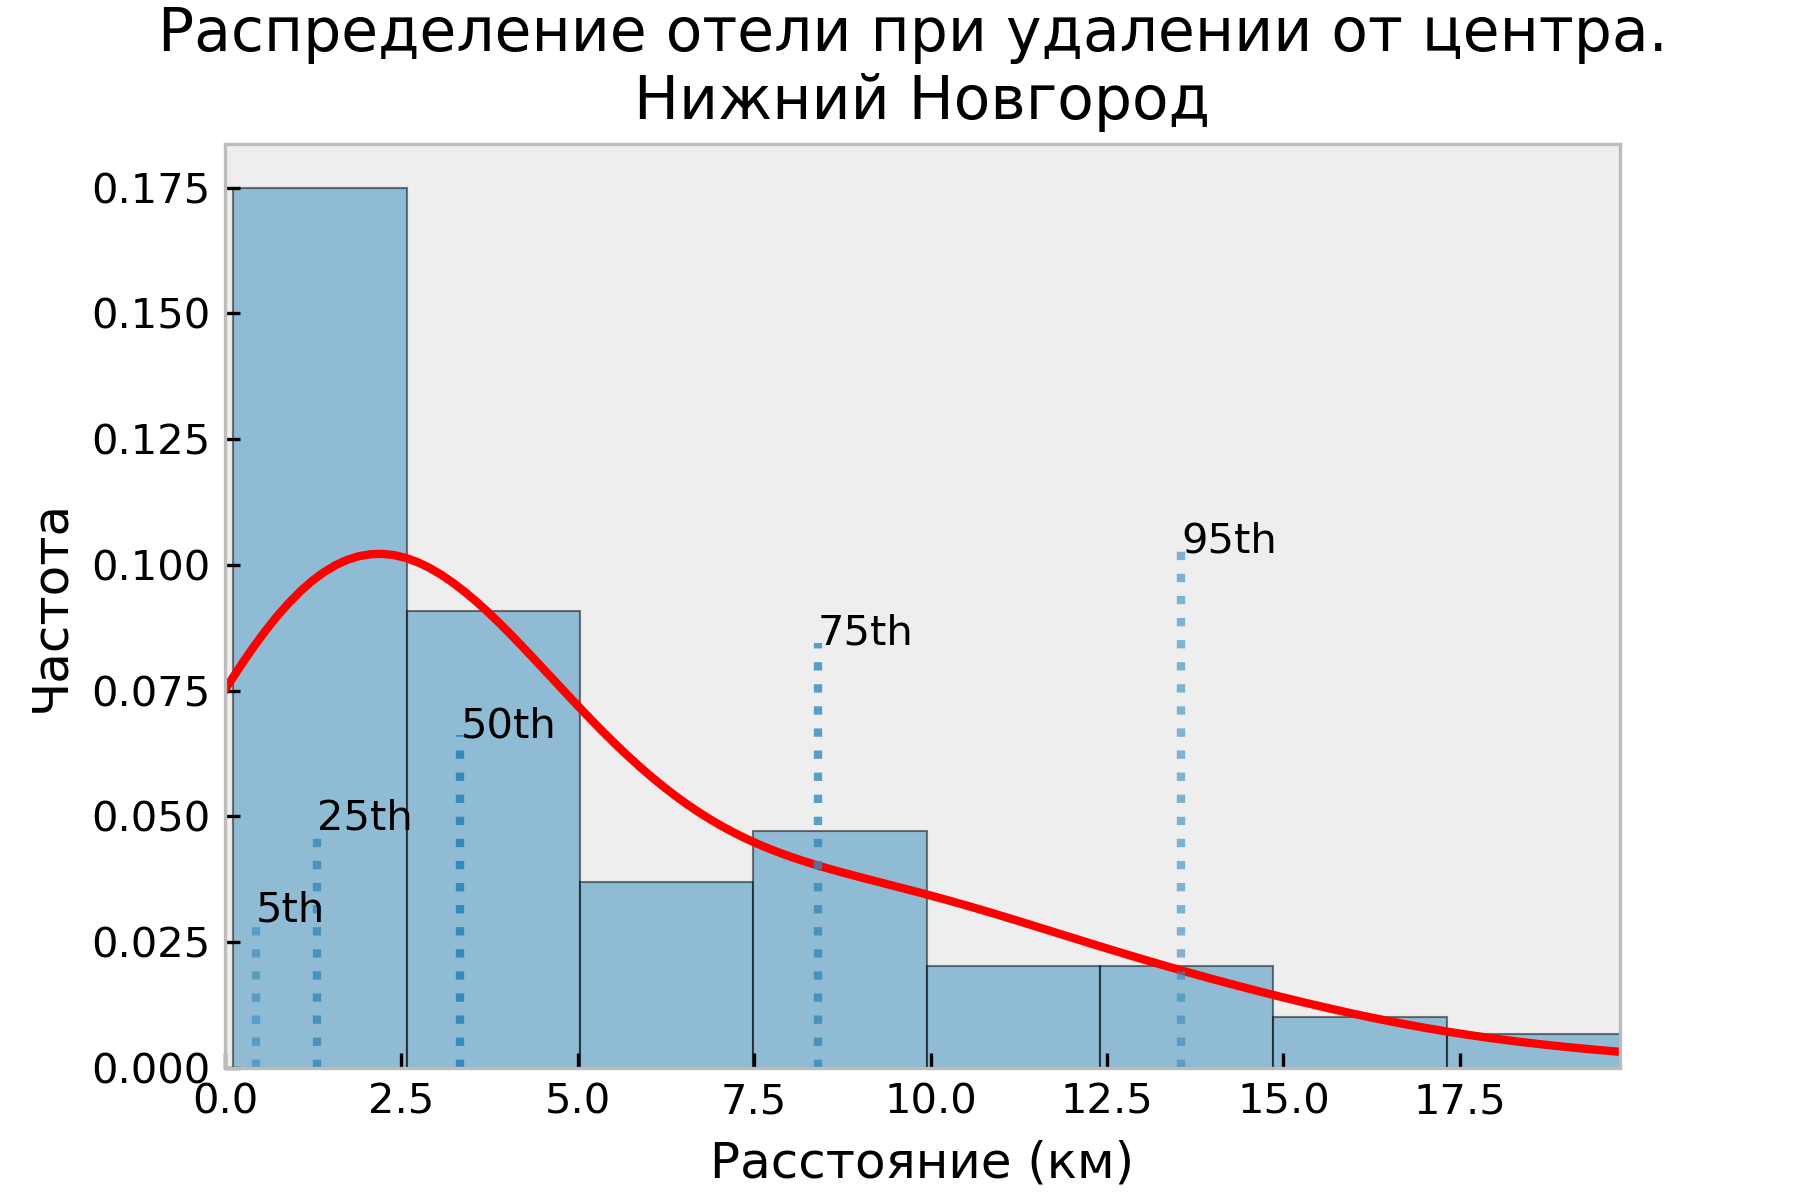 Распределение отели при удалении от центра.
Нижний Новгород
0.175
0.150
0.125
0.100
0.075
0.050
0.025
0.000
Частота
5th
25th
50th
75th
95th
0.0 2.5 5.0 7.5 10.0 12.5 15.0 17.5
Расстояние (км)